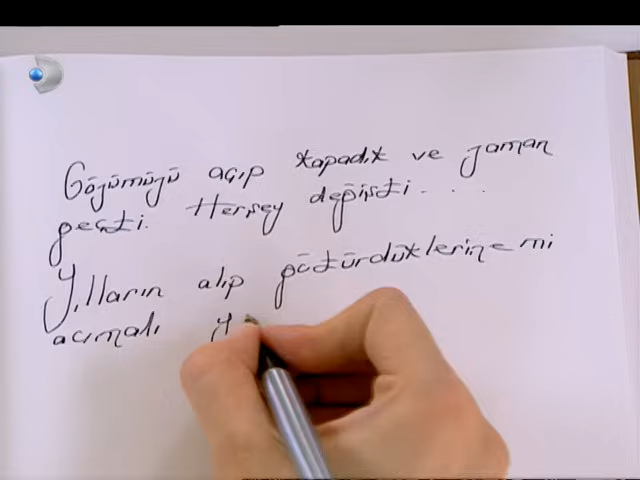 Gözümüzü açıp kapadık ve zaman
geçti. Herşey değişti...
Yılların alıp götürdüklerine mi
acımalı